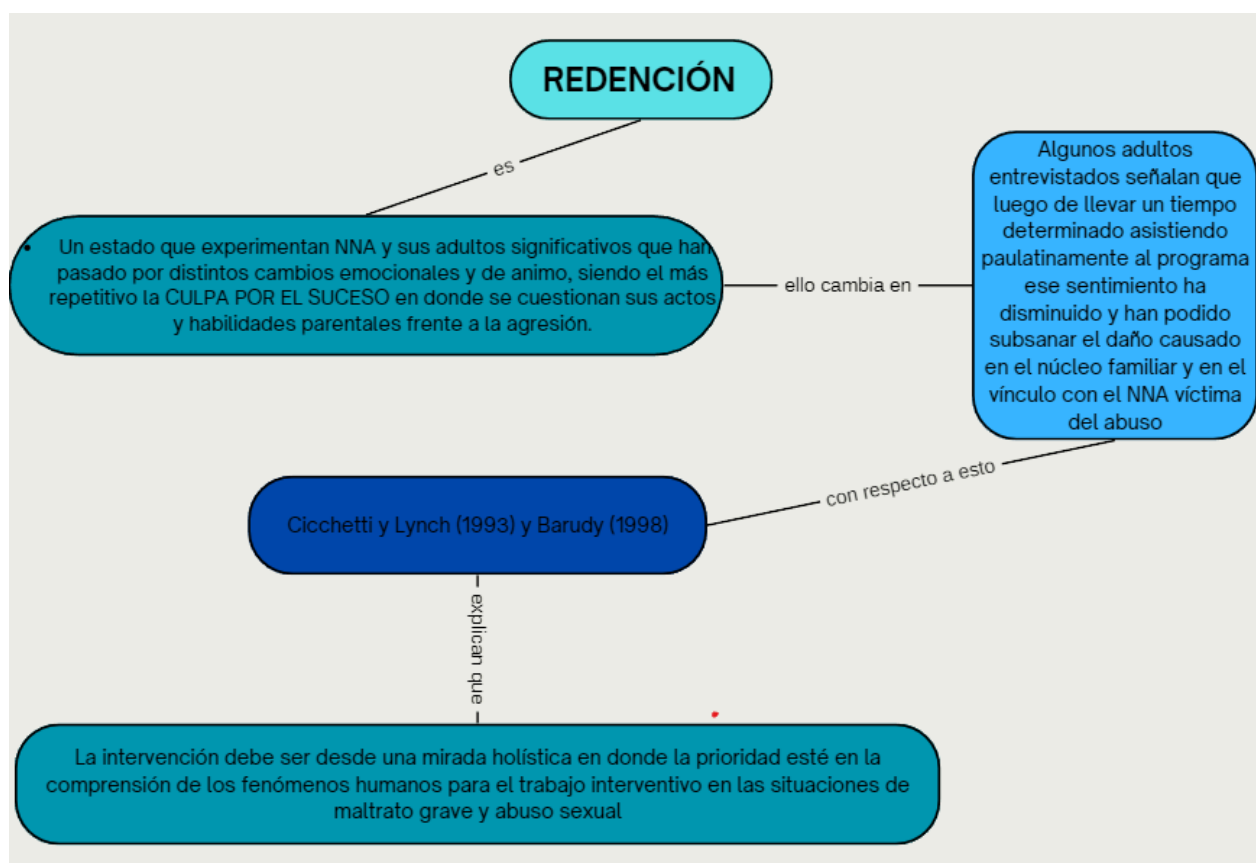 REDENCIÓN
es
• Un estado que experimentan NNA y sus adultos significativos que han
pasado por distintos cambios emocionales y de animo, siendo el más
repetitivo la CULPA POR EL SUCESO en donde se cuestionan sus actos
y habilidades parentales frente a la agresión.
ello cambia en
Algunos adultos
entrevistados señalan que
luego de llevar un tiempo
determinado asistiendo
paulatinamente al programa
ese sentimiento ha
disminuido y han podido
subsanar el daño causado
en el núcleo familiar y en el
vínculo con el NNA víctima
del abuso
con respecto a esto
Cicchetti y Lynch (1993) y Barudy (1998)
explican que
La intervención debe ser desde una mirada holística en donde la prioridad esté en la
comprensión de los fenómenos humanos para el trabajo interventivo en las situaciones de
maltrato grave y abuso sexual